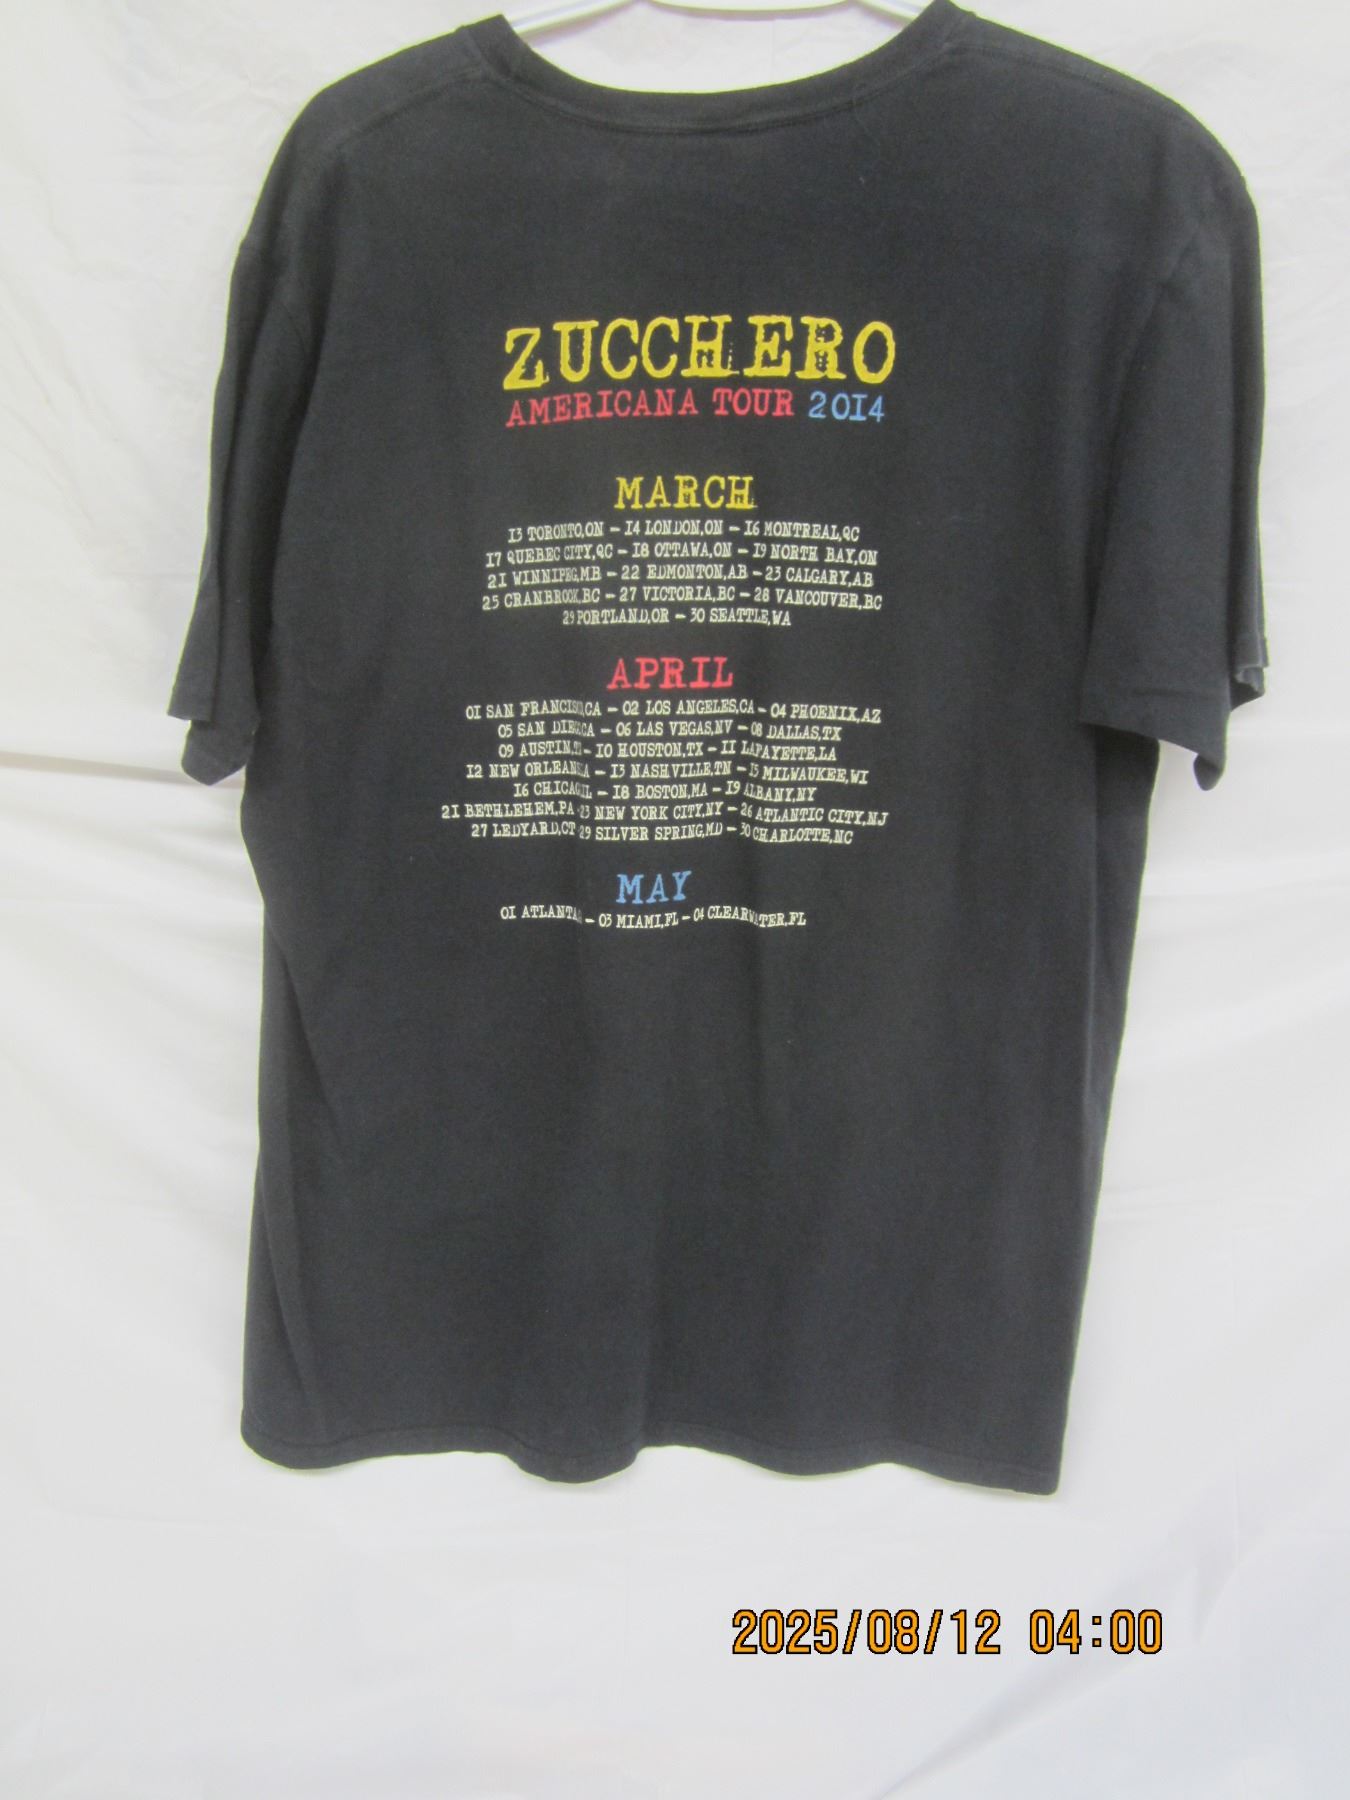 ZUCCHERO
AMERICANA TOUR 2014
MARCH
13 TORONTO,ON - 14 LONDON,ON - 16 MONTREAL,QC
17 QUEBEC CITY,QC - 18 OTTAWA,ON - 19 NORTH BAY,ON
21 WINNIPEG,MB - 22 EDMONTON,AB - 23 CALGARY,AB
25 CRANBROOK,BC - 27 VICTORIA,BC - 28 VANCOUVER,BC
29 PORTLAND,OR - 30 SEATTLE,WA
APRIL
01 SAN FRANCISCO,CA - 02 LOS ANGELES,CA - 04 PHOENIX,AZ
05 SAN DIEGO,CA - 06 LAS VEGAS,NV - 08 DALLAS,TX
09 AUSTIN,TX - 10 HOUSTON,TX - 11 LAFAYETTE,LA
12 NEW ORLEANS,LA - 13 NASHVILLE,TN - 15 MILWAUKEE,WI
16 CHICAGO,IL - 18 BOSTON,MA - 19 ALBANY,NY
21 BETHLEHEM,PA - 23 NEW YORK CITY,NY - 26 ATLANTIC CITY,NJ
27 LEDYARD,CT - 29 SILVER SPRING,MD - 30 CHARLOTTE,NC
MAY
01 ATLANTA - 03 MIAMI,FL - 04 CLEARWATER,FL
2025/08/12 04:00